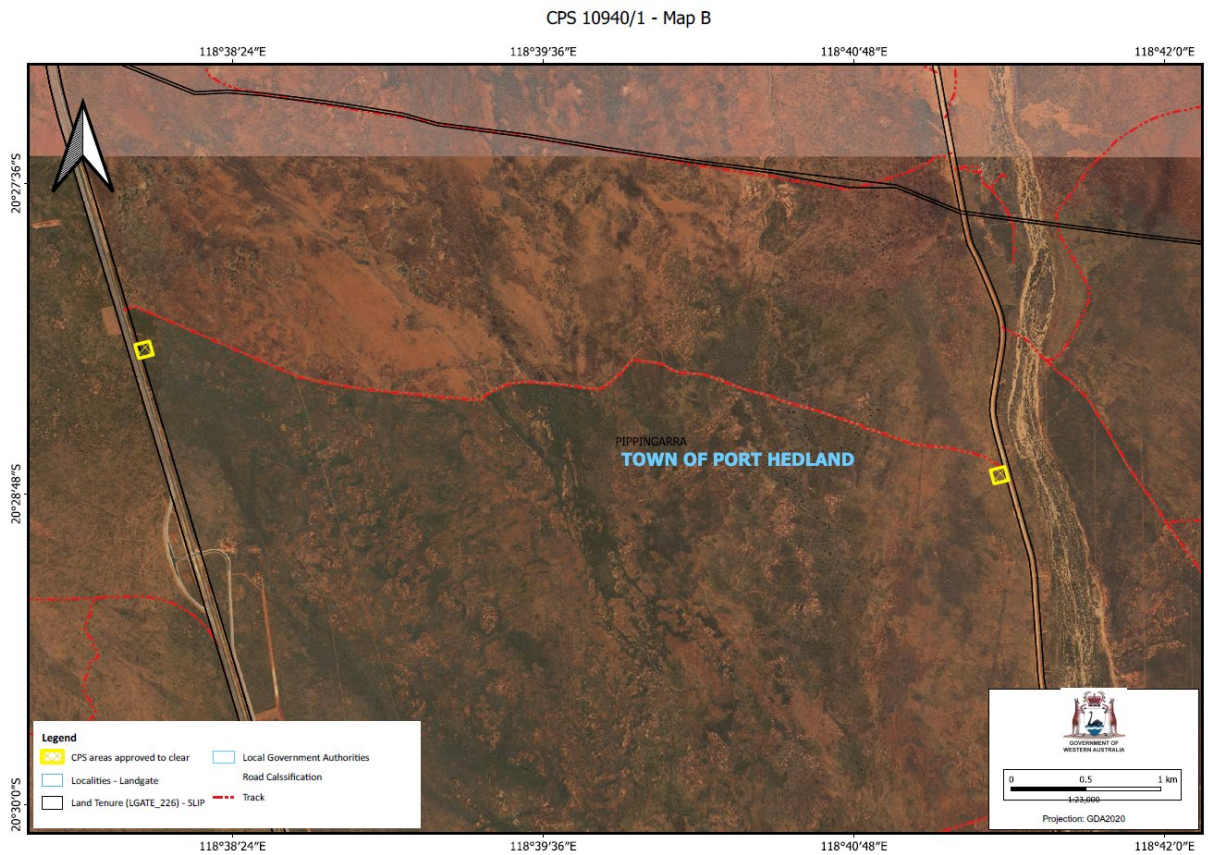 CPS 10940/1 - Map B
118°38'24"E
118°39'36"E
118°40'48"E
118°42'0"E
20°27'36"S
20°28'48"S
20°30'0"S
PIPPINGARRA
TOWN OF PORT HEDLAND
Legend
CPS areas approved to clear
Localities - Landgate
Land Tenure (LGATE_226) - SLIP
Local Government Authorities
Road Calssification
Track
GOVERNMENT OF
WESTERN AUSTRALIA
0 0.5 1 km
1:23,000
Projection: GDA2020
118°38'24"E
118°39'36"E
118°40'48"E
118°42'0"E